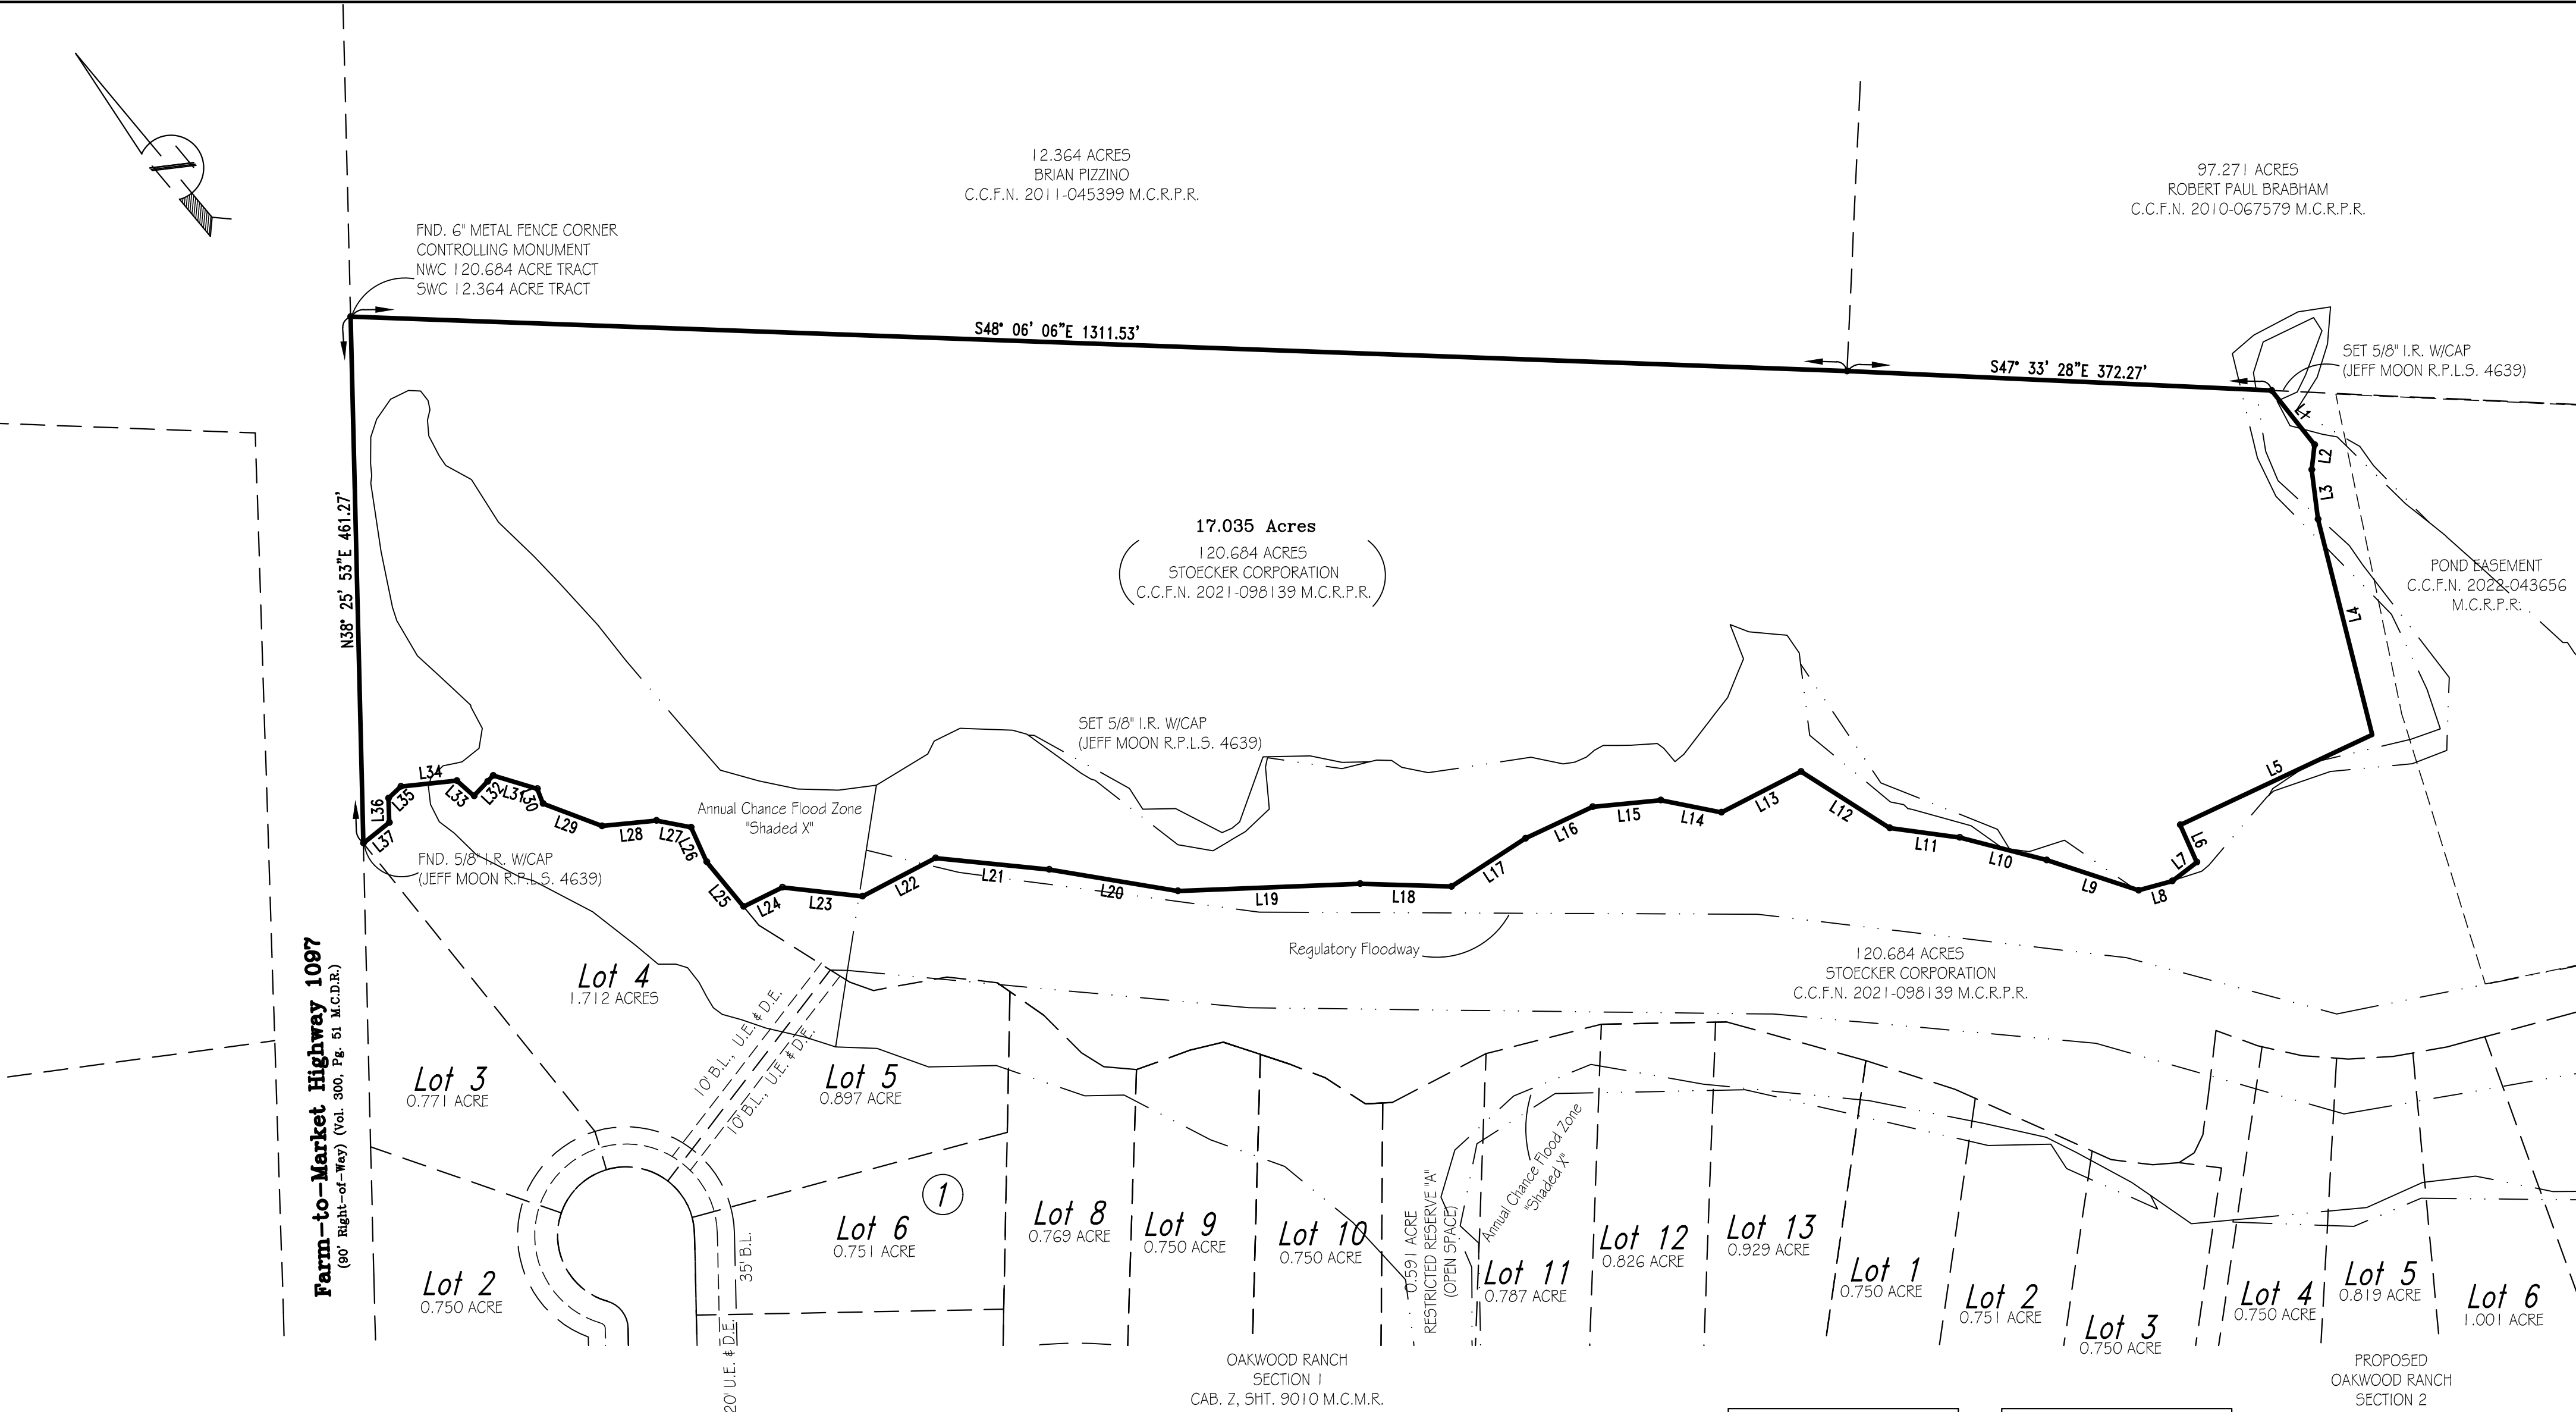 12.364 ACRES
BRIAN PIZZINO
C.C.F.N. 2011-045399 M.C.R.P.R.
97.271 ACRES
ROBERT PAUL BRABHAM
C.C.F.N. 2010-067579 M.C.R.P.R.
FND. 6" METAL FENCE CORNER
CONTROLLING MONUMENT
NWC 120.684 ACRE TRACT
SWC 12.364 ACRE TRACT
S48° 06' 06"E 1311.53'
S47° 33' 28"E 372.27'
SET 5/8" I.R. W/CAP
(JEFF MOON R.P.L.S. 4639)
L1
L2
L3
L4
L5
L6
L7
L8
L9
L10
L11
L12
L13
L14
L15
L16
L17
L18
L19
L20
L21
L22
L23
L24
L25
L26
L27
L28
L29
L30
L31
L32
L33
L34
L35
L36
L37
N38° 25' 53"E 461.27'
17.035 Acres
120.684 ACRES
STOECKER CORPORATION
C.C.F.N. 2021-098139 M.C.R.P.R.
POND EASEMENT
C.C.F.N. 2022-043656
M.C.R.P.R.
SET 5/8" I.R. W/CAP
(JEFF MOON R.P.L.S. 4639)
Annual Chance Flood Zone
"Shaded X"
FND. 5/8" I.R. W/CAP
(JEFF MOON R.P.L.S. 4639)
Regulatory Floodway
120.684 ACRES
STOECKER CORPORATION
C.C.F.N. 2021-098139 M.C.R.P.R.
Farm-to-Market Highway 1097
(90' Right-of-Way) (Vol. 300, Pg. 51 M.C.D.R.)
Lot 4
1.712 ACRES
10' B.L., U.E. & D.E.
10' B.L., U.E. & D.E.
Lot 3
0.771 ACRE
Lot 5
0.897 ACRE
Lot 2
0.750 ACRE
1
Lot 6
0.751 ACRE
35' B.L.
20' U.E. & D.E.
Lot 8
0.769 ACRE
Lot 9
0.750 ACRE
Lot 10
0.750 ACRE
0.591 ACRE
RESTRICTED RESERVE "A"
(OPEN SPACE)
Annual Chance Flood Zone
"Shaded X"
Lot 11
0.787 ACRE
Lot 12
0.826 ACRE
Lot 13
0.929 ACRE
Lot 1
0.750 ACRE
Lot 2
0.751 ACRE
Lot 3
0.750 ACRE
Lot 4
0.750 ACRE
Lot 5
0.819 ACRE
Lot 6
1.001 ACRE
OAKWOOD RANCH
SECTION 1
CAB. Z, SHT. 9010 M.C.M.R.
PROPOSED
OAKWOOD RANCH
SECTION 2